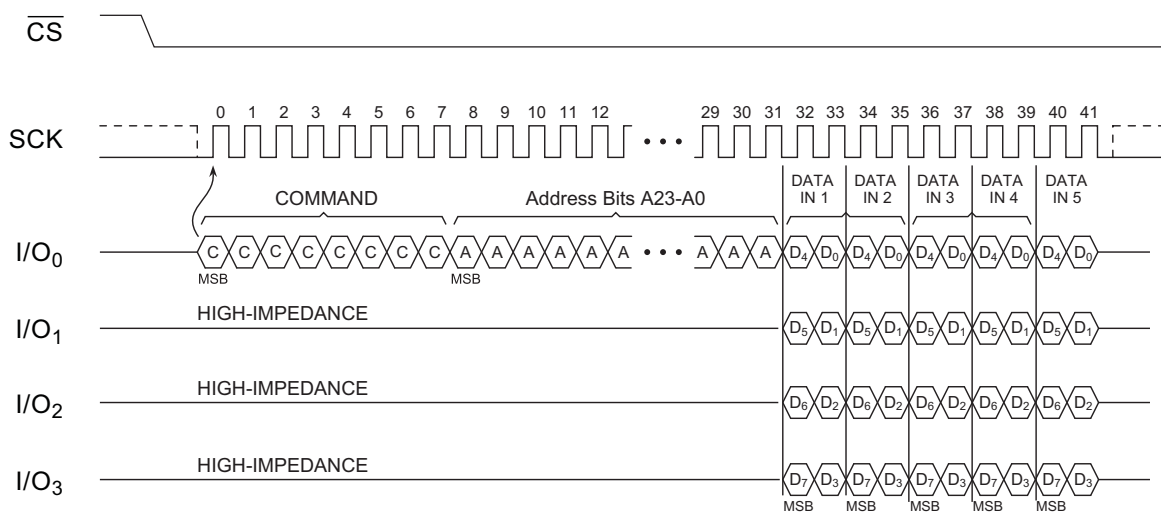 CS
SCK
0 1 2 3 4 5 6 7 8 9 10 11 12 29 30 31 32 33 34 35 36 37 38 39 40 41
COMMAND
Address Bits A23-A0
DATA IN 1
DATA IN 2
DATA IN 3
DATA IN 4
DATA IN 5
I/O0
C C C C C C C C A A A A A A • • • A A A D4 D0 D4 D0 D4 D0 D4 D0 D4 D0
MSB MSB
I/O1
HIGH-IMPEDANCE
D5 D1 D5 D1 D5 D1 D5 D1 D5 D1
I/O2
HIGH-IMPEDANCE
D6 D2 D6 D2 D6 D2 D6 D2 D6 D2
I/O3
HIGH-IMPEDANCE
D7 D3 D7 D3 D7 D3 D7 D3 D7 D3
MSB MSB MSB MSB MSB